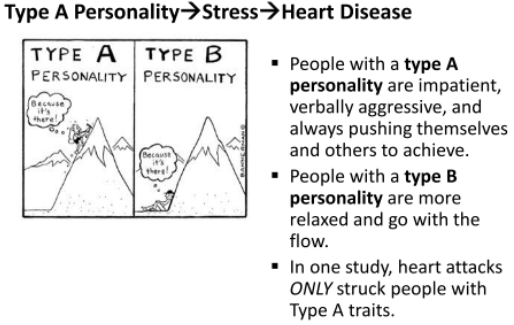 Type A Personality→Stress→Heart Disease
TYPE A
PERSONALITY
Because
it's
there!
TYPE B
PERSONALITY
Because
it's
there!
BANNERMAN ©
▪ People with a type A
personality are impatient,
verbally aggressive, and
always pushing themselves
and others to achieve.
▪ People with a type B
personality are more
relaxed and go with the
flow.
▪ In one study, heart attacks
ONLY struck people with
Type A traits.